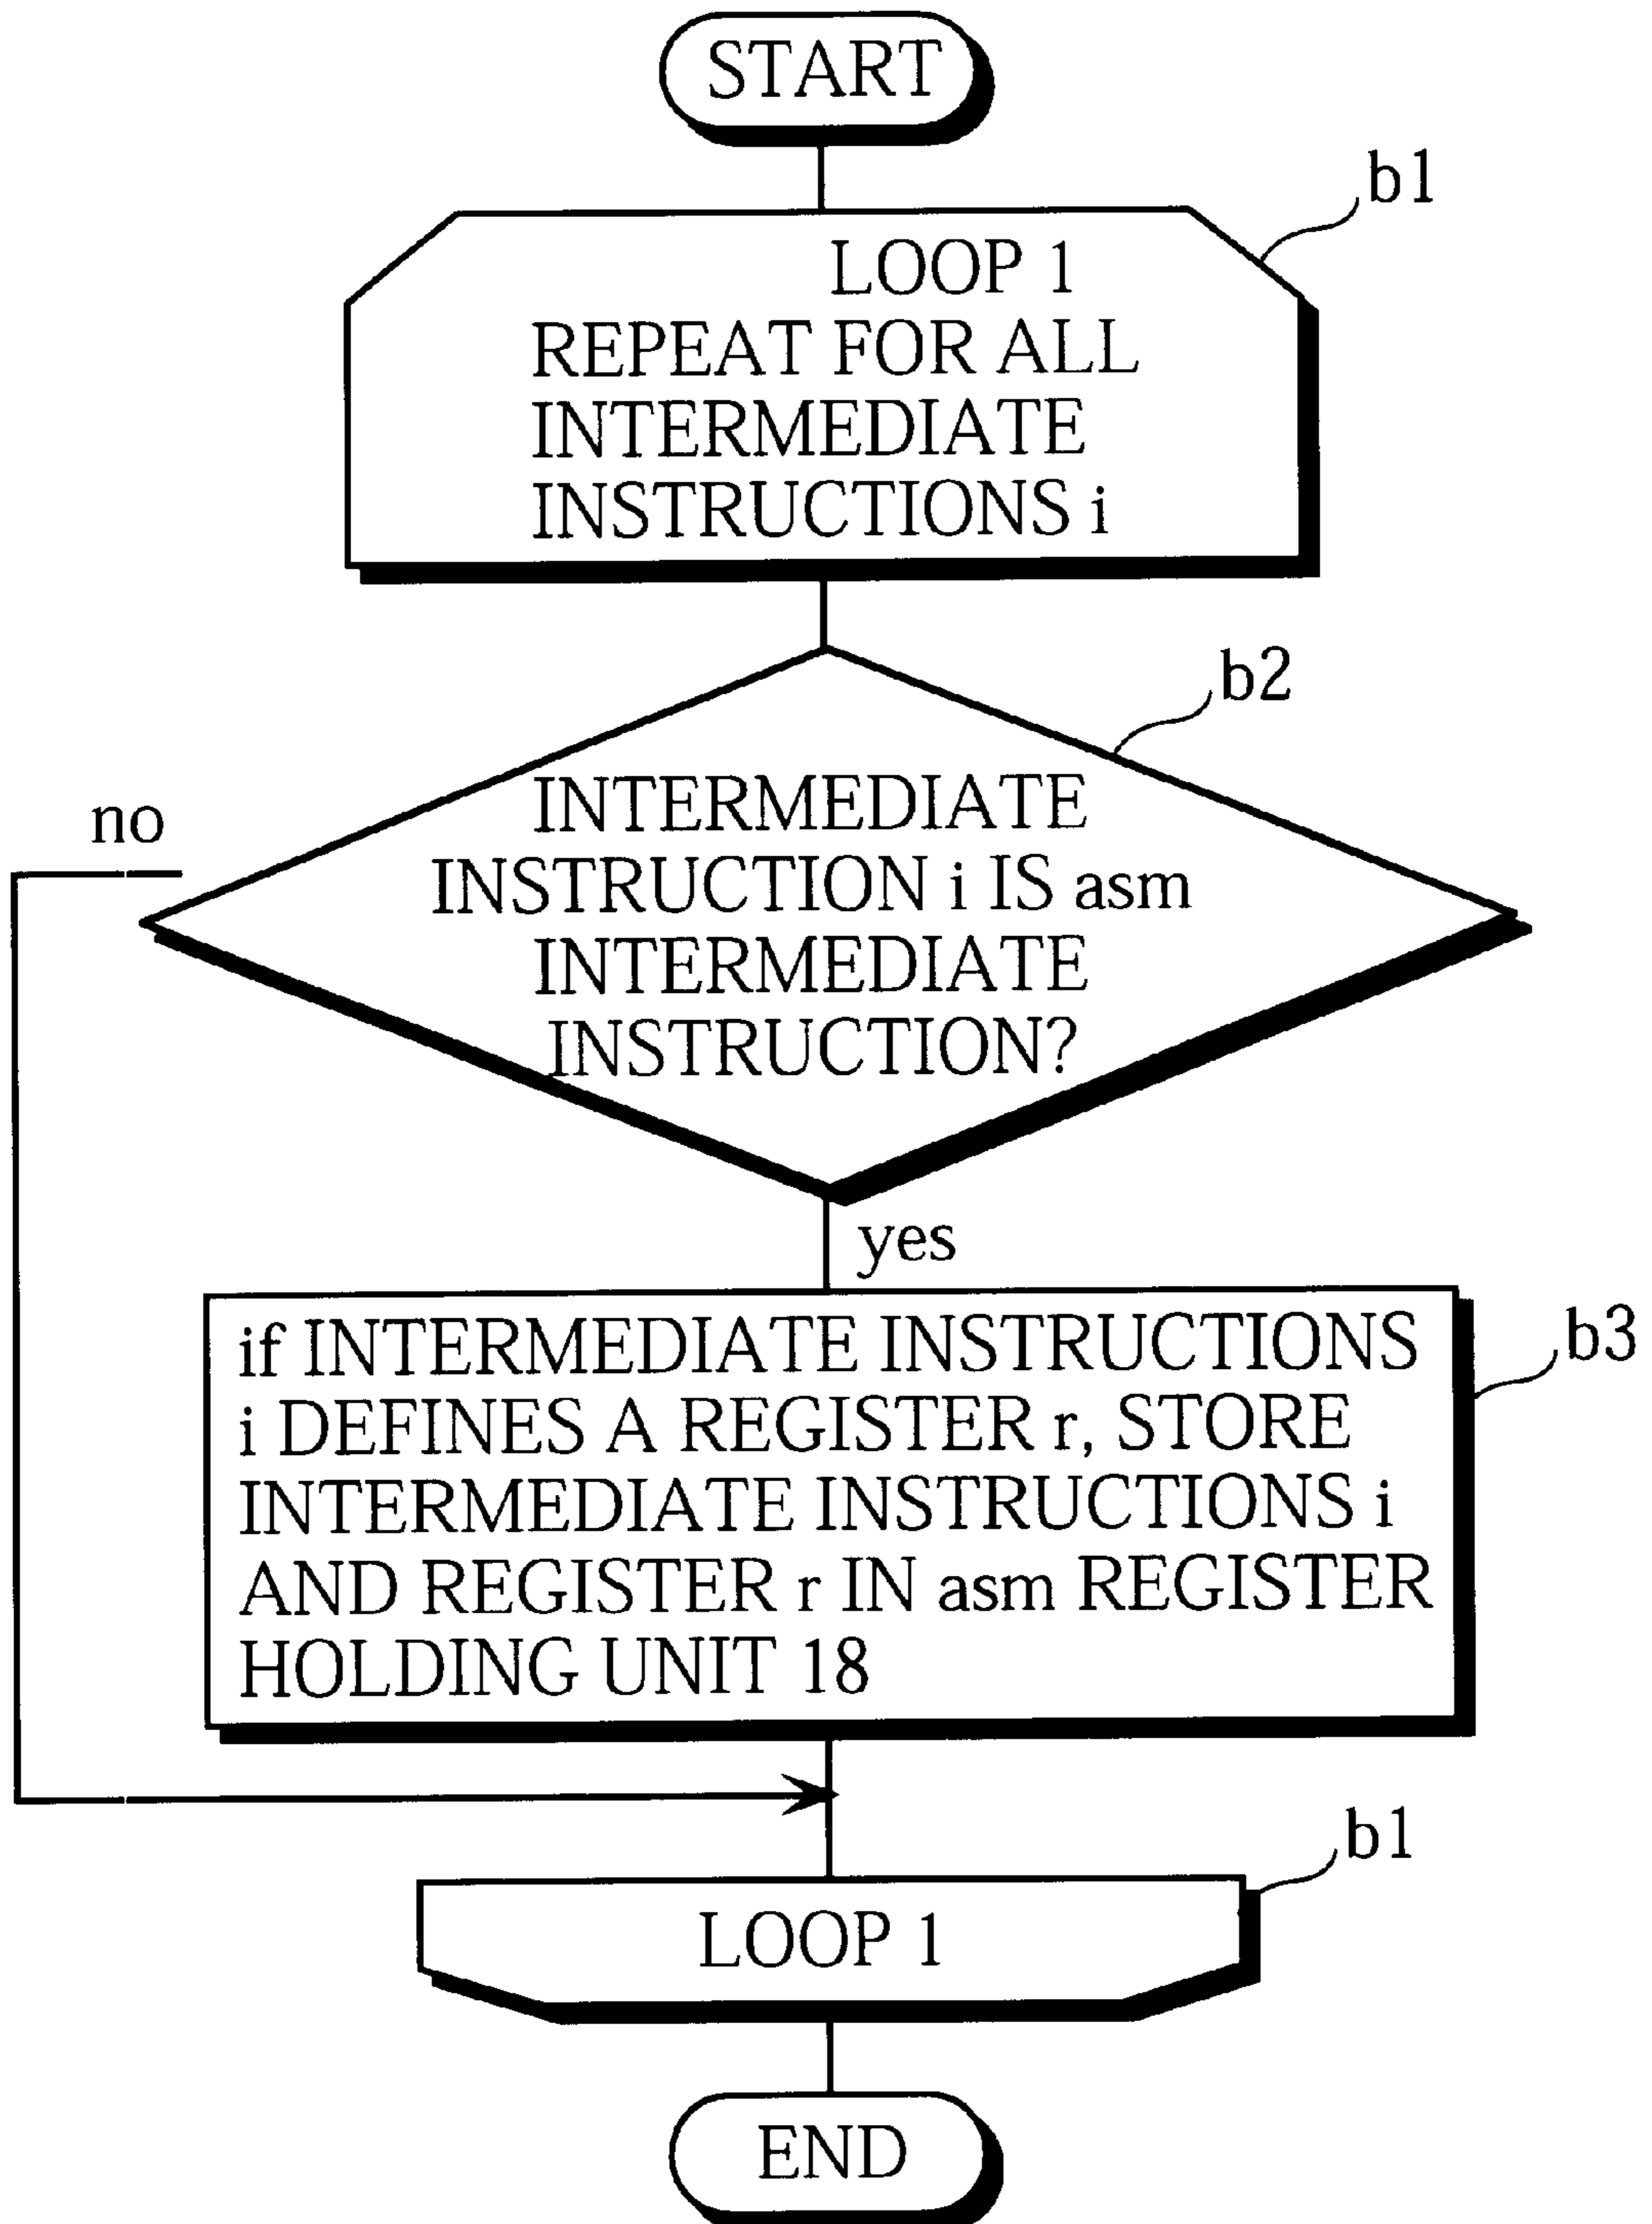 START
b1
LOOP 1
REPEAT FOR ALL
INTERMEDIATE
INSTRUCTIONS i
b2
no
INTERMEDIATE
INSTRUCTION i IS asm
INTERMEDIATE
INSTRUCTION?
yes
b3
if INTERMEDIATE INSTRUCTIONS
i DEFINES A REGISTER r, STORE
INTERMEDIATE INSTRUCTIONS i
AND REGISTER r IN asm REGISTER
HOLDING UNIT 18
b1
LOOP 1
END